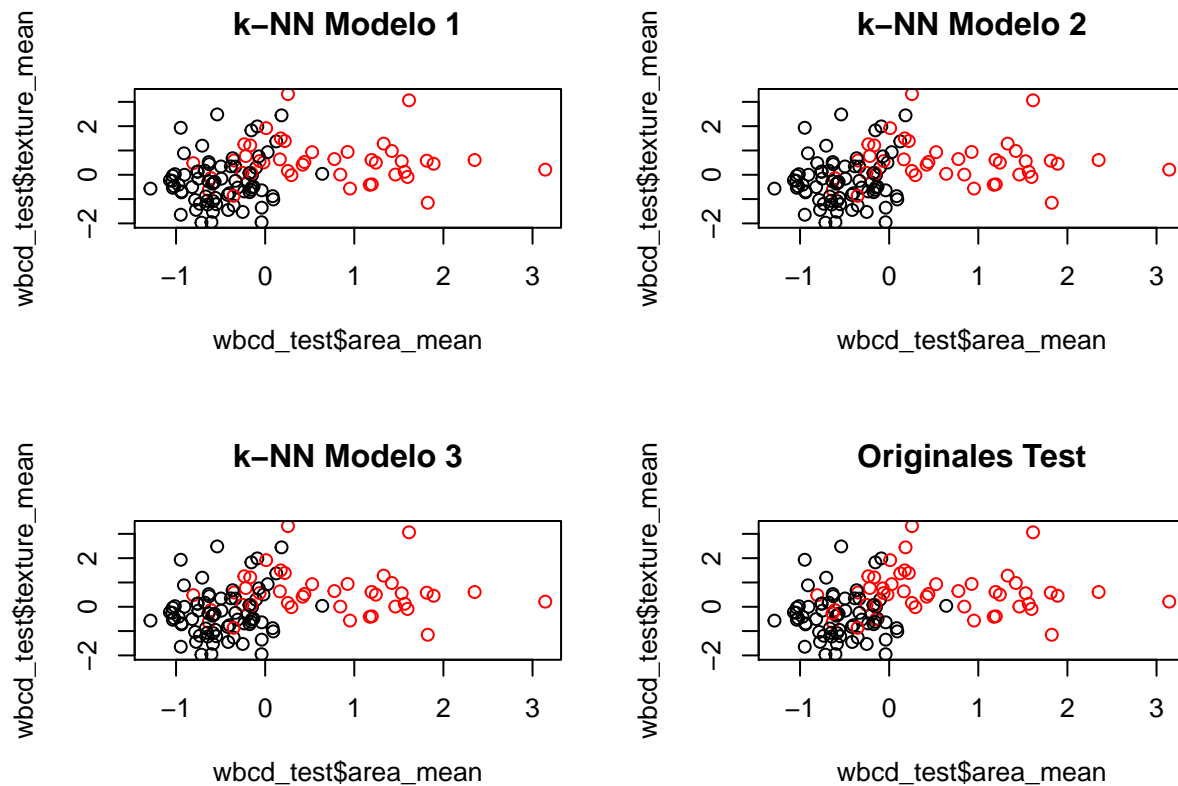 k−NN Modelo 1
wbcd_test$texture_mean
2
0
−2
−1 0 1 2 3
wbcd_test$area_mean
k−NN Modelo 2
wbcd_test$texture_mean
2
0
−2
−1 0 1 2 3
wbcd_test$area_mean
k−NN Modelo 3
wbcd_test$texture_mean
2
0
−2
−1 0 1 2 3
wbcd_test$area_mean
Originales Test
wbcd_test$texture_mean
2
0
−2
−1 0 1 2 3
wbcd_test$area_mean